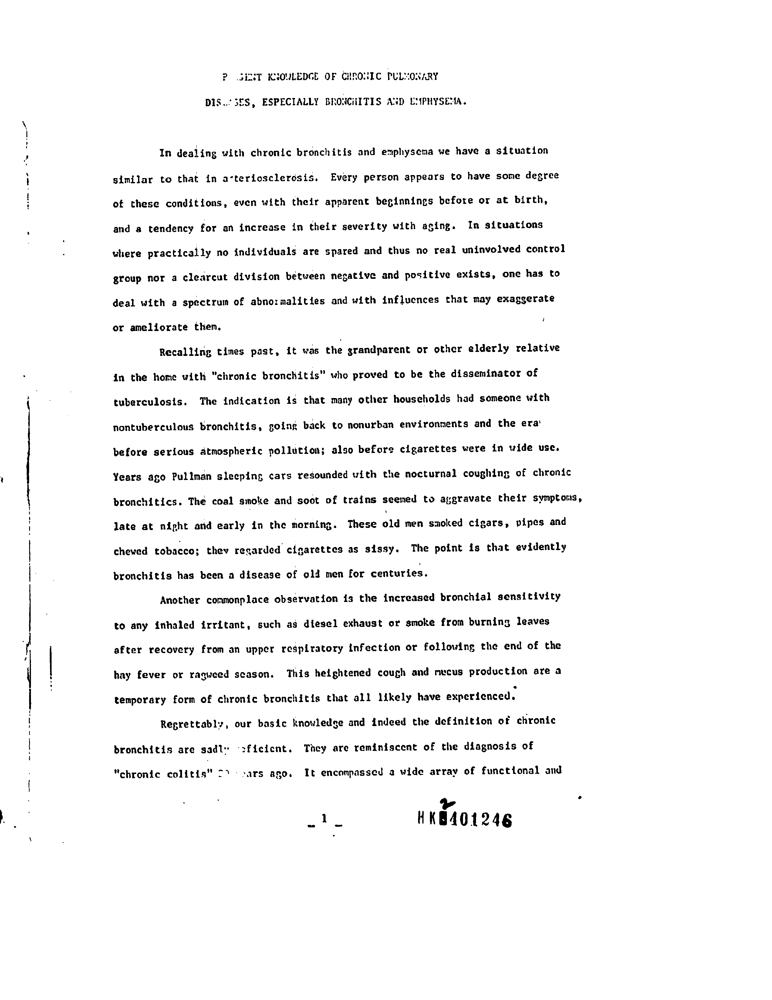 KNOWLEDGE OF CHRONIC PULMONARY
ESPECIALLY BRONCHITIS AND EMPHYSEMA.
In dealing with chronic bronchitis and emphysema we have a situation
similar to that in arteriosclerosis. Every person appears to have some degree
of these conditions, even with their apparent beginnings before or at birth,
and a tendency for an increase in their severity with aging. In situations
where practically no individuals are spared and thus no real uninvolved control
group nor a clearcut division between negative and positive exists, one has to
deal with a spectrum of abnormalities and with influences that may exaggerate
or ameliorate them.
Recalling times past, it was the grandparent or other elderly relative
in the home with "chronic bronchitis" who proved to be the disseminator of
tuberculosis. The indication is that many other households had someone with
nontuberculous bronchitis, going back to nonurban environments and the era
before serious atmospheric pollution; also before cigarettes were in wide use.
Years ago Pullman sleeping cars resounded with the nocturnal coughing of chronic
bronchitics. The coal smoke and soot of trains seemed to aggravate their symptoms,
late at night and early in the morning. These old men smoked cigars, pipes and
chewed tobacco; they regarded cigarettes as sissy. The point is that evidently
bronchitis has been a disease of old men for centuries.
Another commonplace observation is the increased bronchial sensitivity
to any inhaled irritant, such as diesel exhaust or smoke from burning leaves
after recovery from an upper respiratory infection or following the end of the
hay fever or ragweed season. This heightened cough and mucus production are a
temporary form of chronic bronchitis that all likely have experienced.
Regrettably, our basic knowledge and indeed the definition of chronic
bronchitis are sadly deficient. They are reminiscent of the diagnosis of
"chronic colitis" ago. It encompassed a wide array of functional and
_ 1 _
2
HK0401246